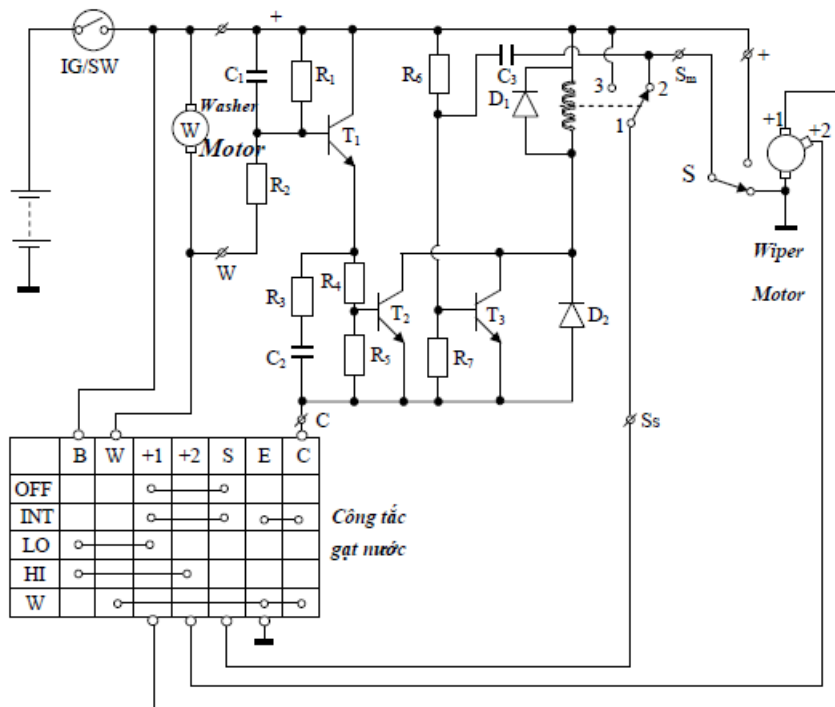 +
IG/SW
C1
R1
R6
C3
Sm
+
3
2
1
D1
Washer
W
Motor
T1
R2
+1
+2
S
W
Wiper
Motor
R3
R4
T2
T3
D2
C2
R5
R7
C
Ss
B W +1 +2 S E C
OFF
INT
LO
HI
W
Công tắc
gạt nước